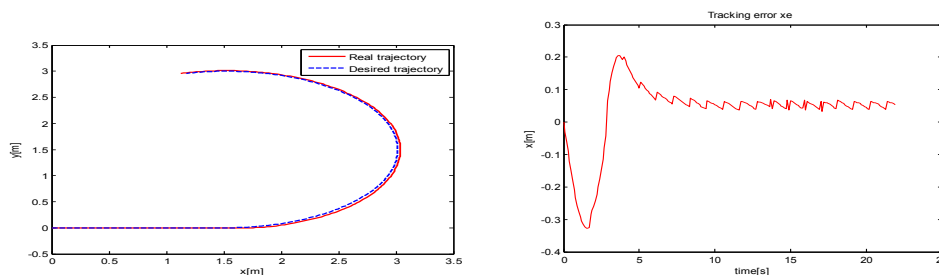 3.5
3
2.5
2
1.5
1
0.5
0
-0.5
y[m]
0 0.5 1 1.5 2 2.5 3 3.5
x[m]
Real trajectory
Desired trajectory
Tracking error xe
0.3
0.2
0.1
0
-0.1
-0.2
-0.3
-0.4
x[m]
0 5 10 15 20
time[s]